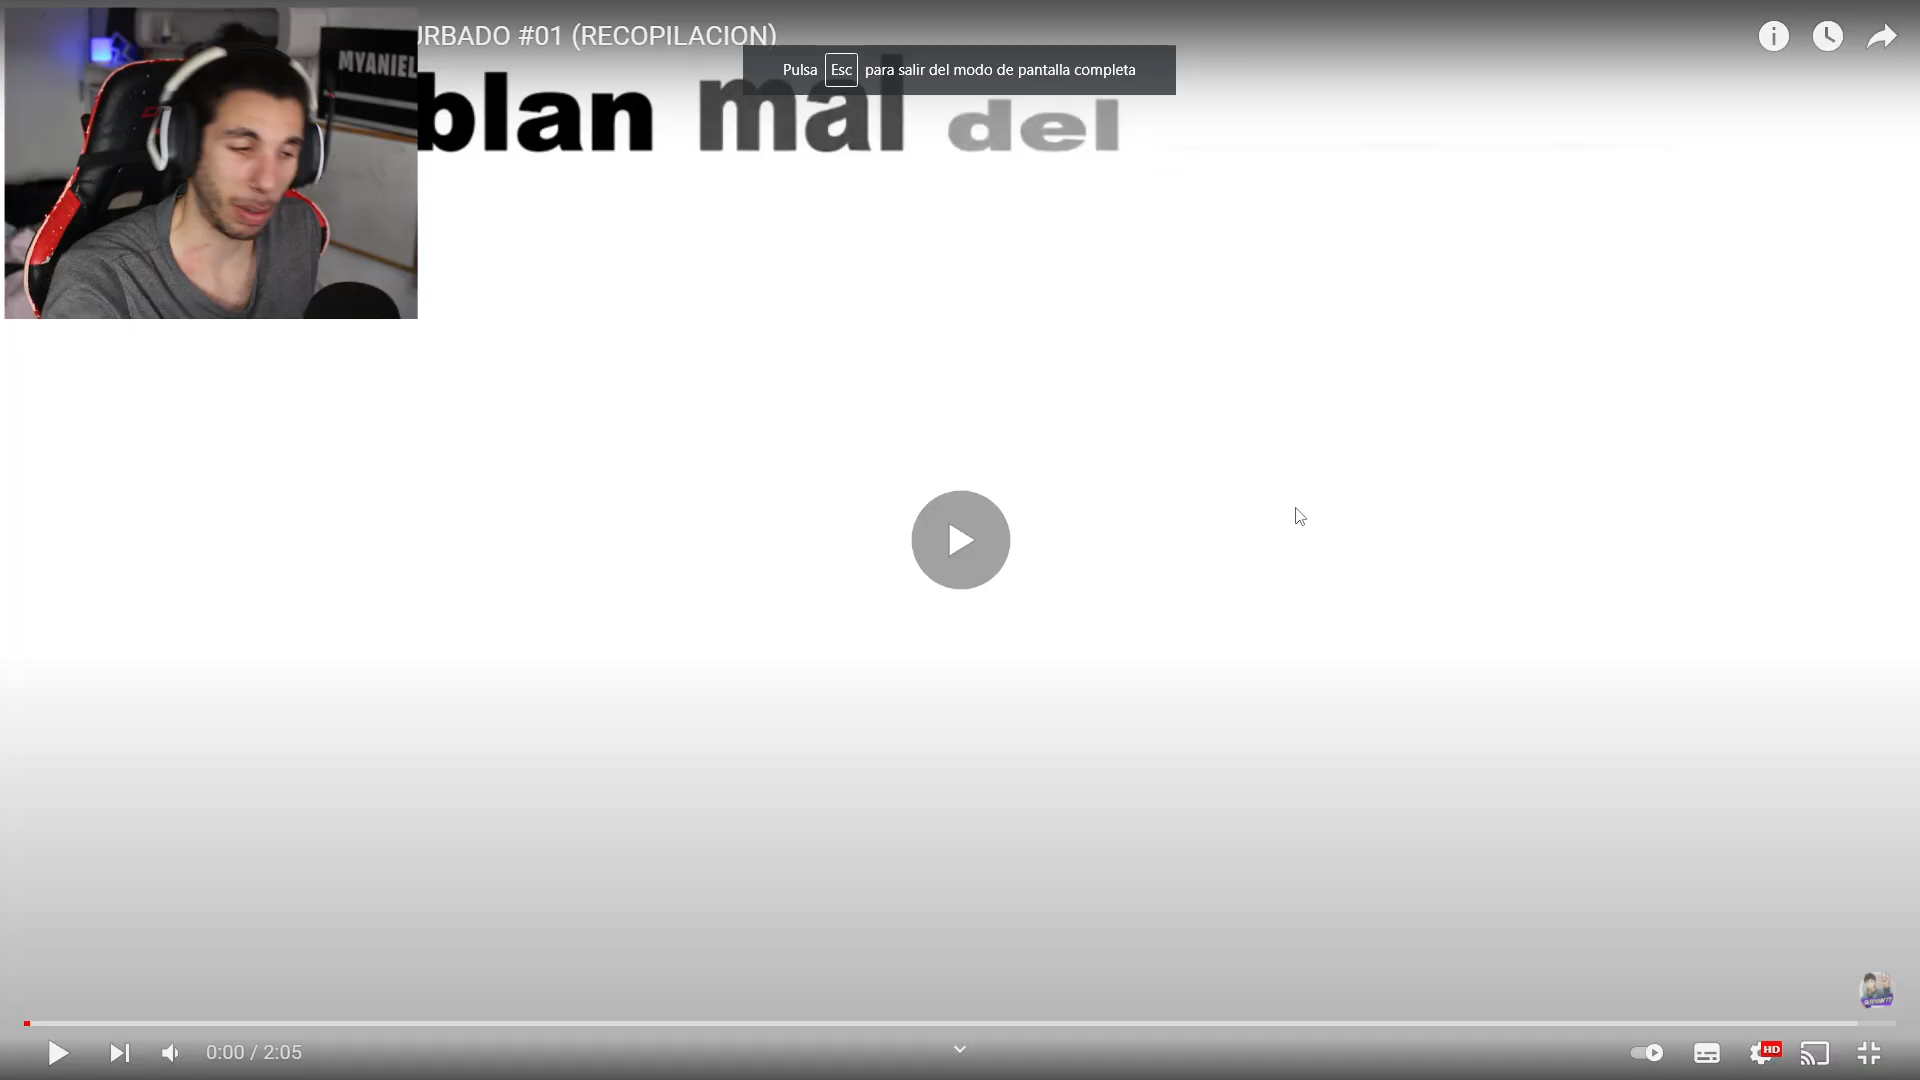 URBADO #01 (RECOPILACION)
Pulsa Esc para salir del modo de pantalla completa
MYANIEL
blan mal del
0:00 / 2:05
HD